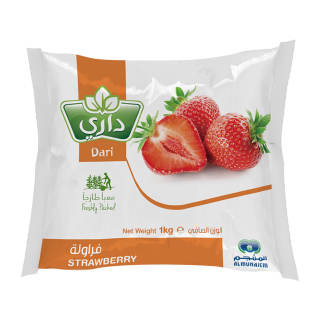 داري
Dari
معبأ طازجاً
Freshly Packed
Net Weight 1kg ℮ الوزن الصافي
فراولة
STRAWBERRY
المنجم
ALMUNAJEM